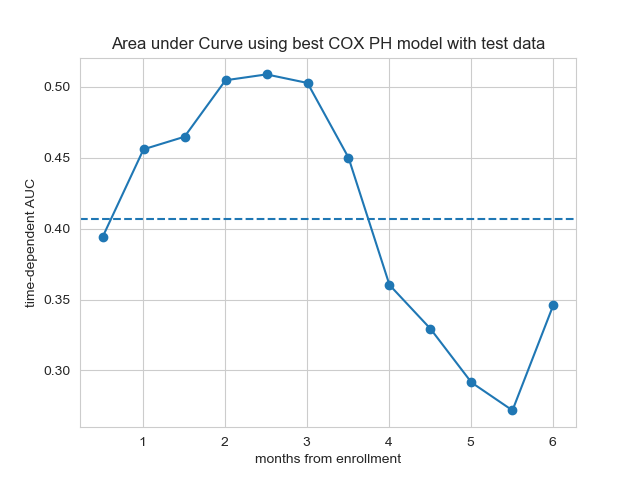 Area under Curve using best COX PH model with test data
0.50
0.45
0.40
0.35
0.30
time-dependent AUC
1 2 3 4 5 6
months from enrollment